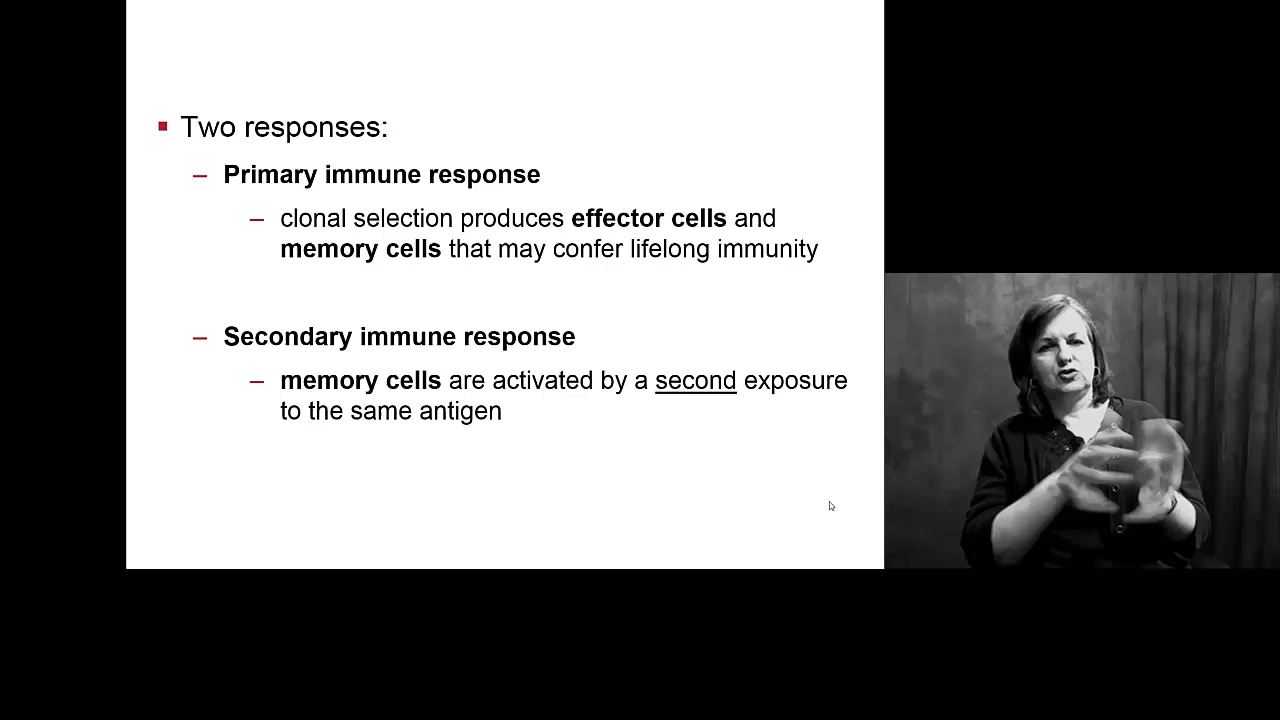 Two responses:
– Primary immune response
– clonal selection produces effector cells and
memory cells that may confer lifelong immunity
– Secondary immune response
– memory cells are activated by a second exposure
to the same antigen